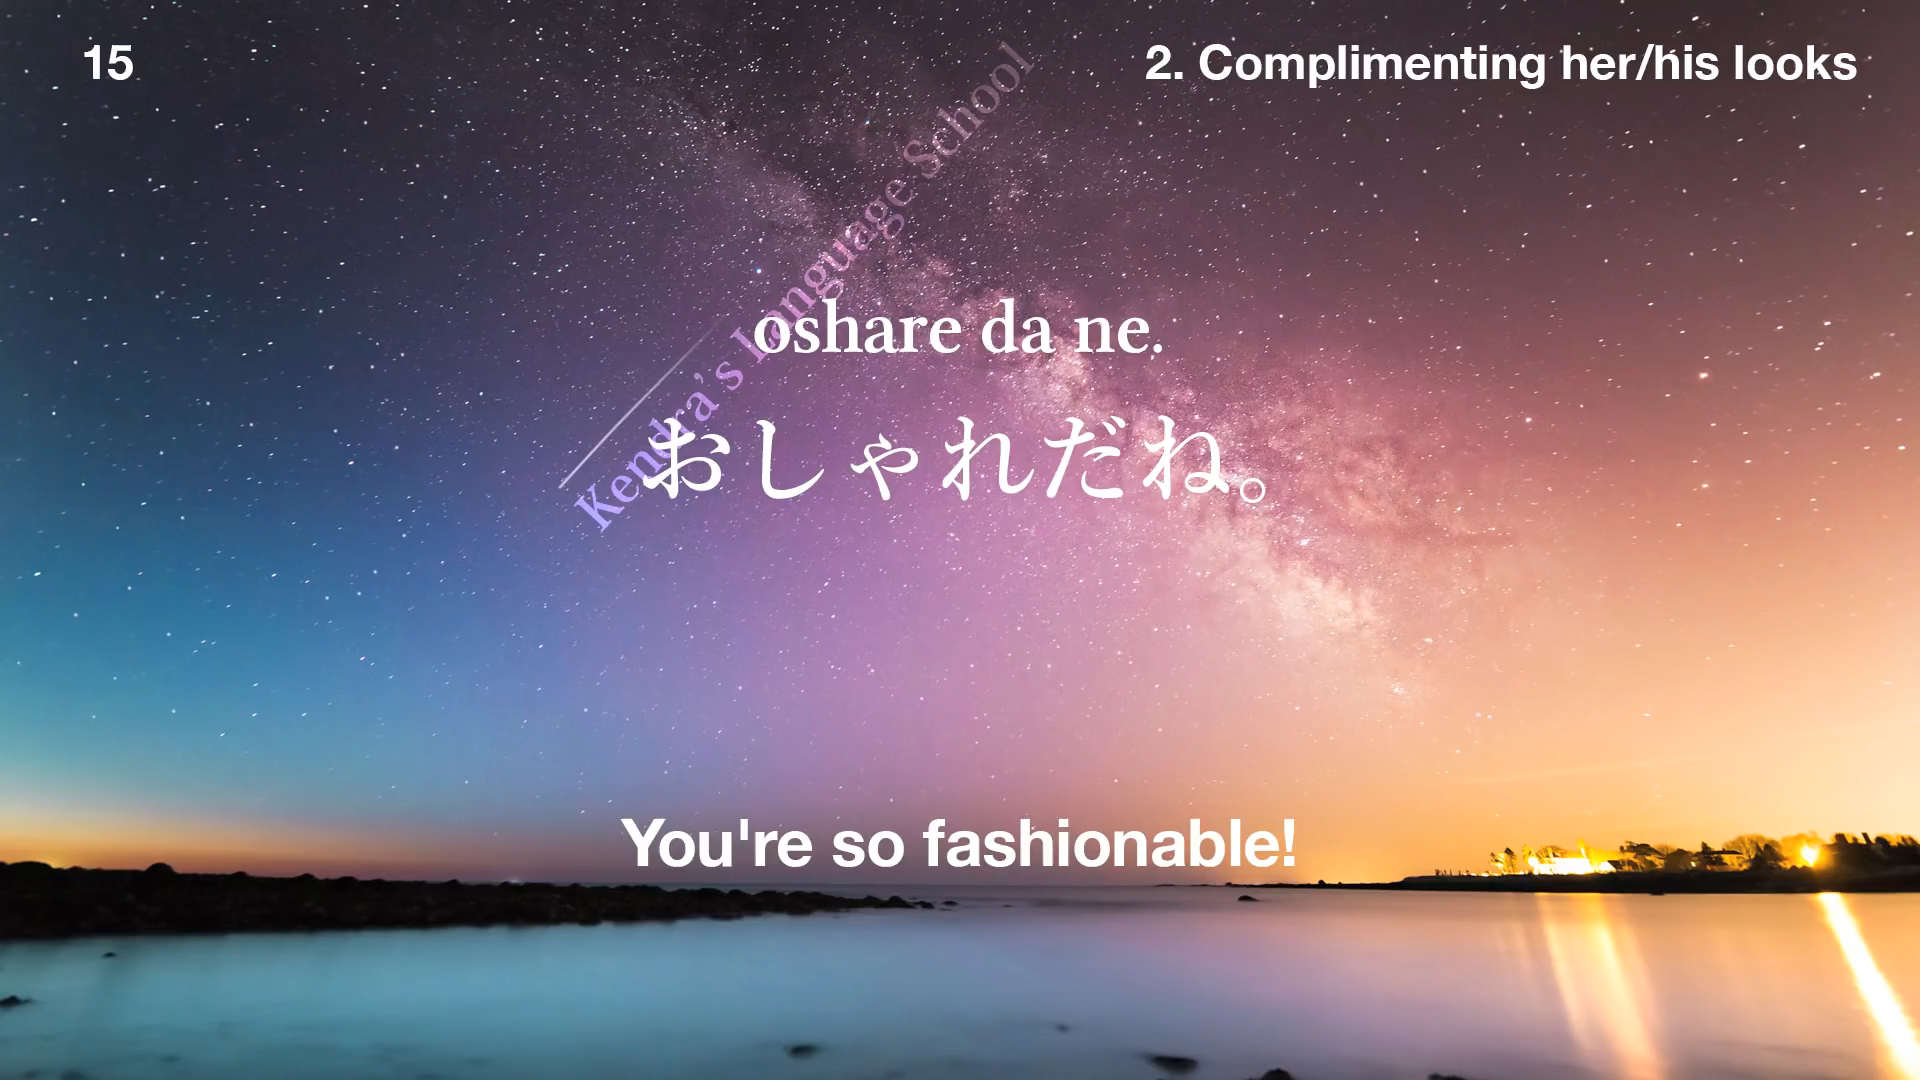 15
2. Complimenting her/his looks
Kendra's Language School
oshare da ne.
おしゃれだね。
You're so fashionable!